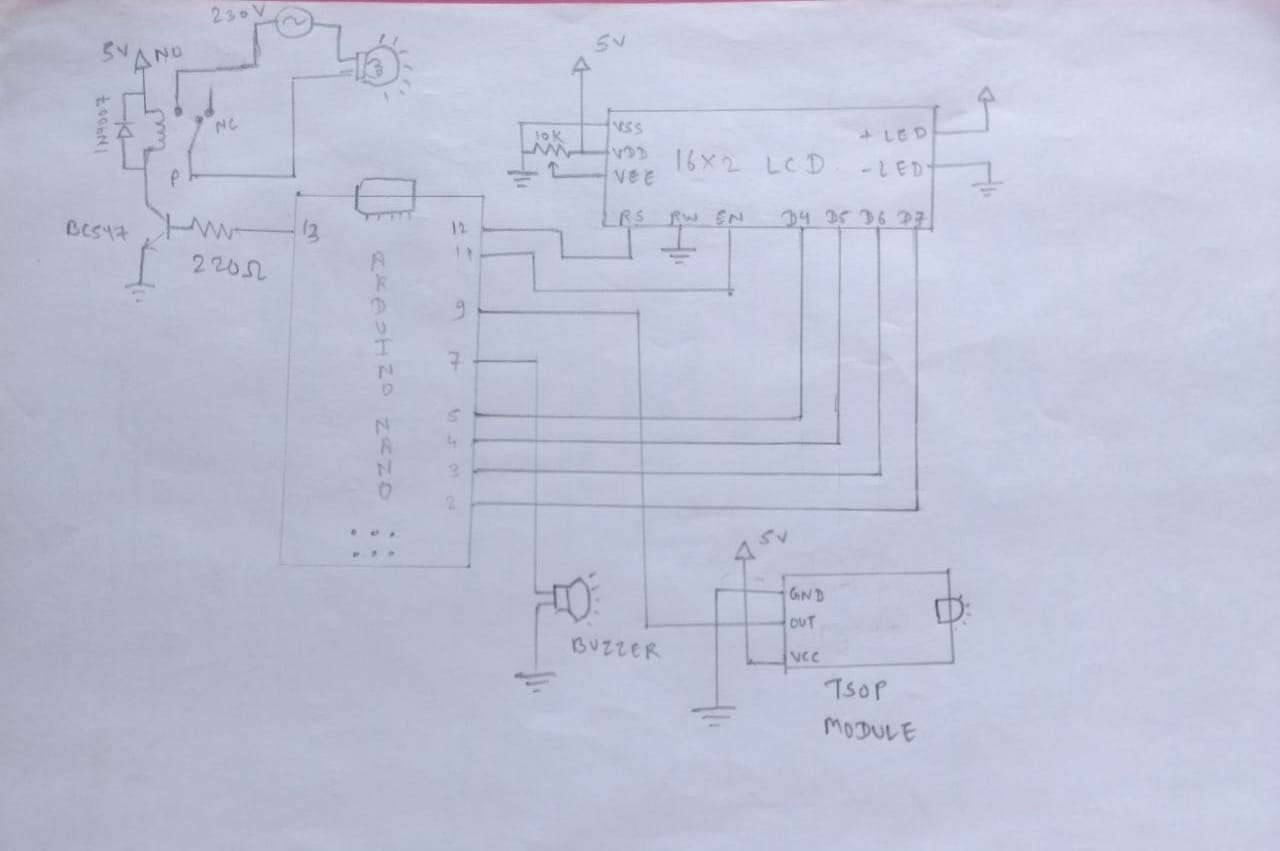 230V
5V
NO
1N4007
NC
P
BC547
220Ω
13
12
11
9
7
5
4
3
2
ARDUINO NANO
5V
10K
VSS
VDD
VEE
16X2 LCD
+ LED
- LED
RS RW EN D4 D5 D6 D7
BUZZER
5V
GND
OUT
VCC
TSOP
MODULE